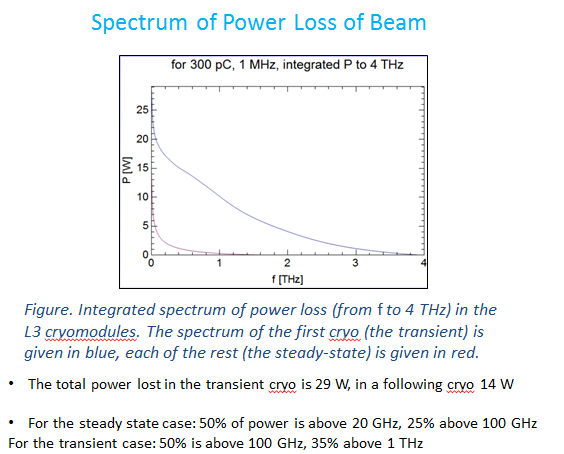 Spectrum of Power Loss of Beam
for 300 pC, 1 MHz, integrated P to 4 THz
25
20
15
10
5
0
P [W]
0 1 2 3 4
f [THz]
Figure. Integrated spectrum of power loss (from f to 4 THz) in the
L3 cryomodules. The spectrum of the first cryo (the transient) is
given in blue, each of the rest (the steady-state) is given in red.
• The total power lost in the transient cryo is 29 W, in a following cryo 14 W
• For the steady state case: 50% of power is above 20 GHz, 25% above 100 GHz
For the transient case: 50% is above 100 GHz, 35% above 1 THz